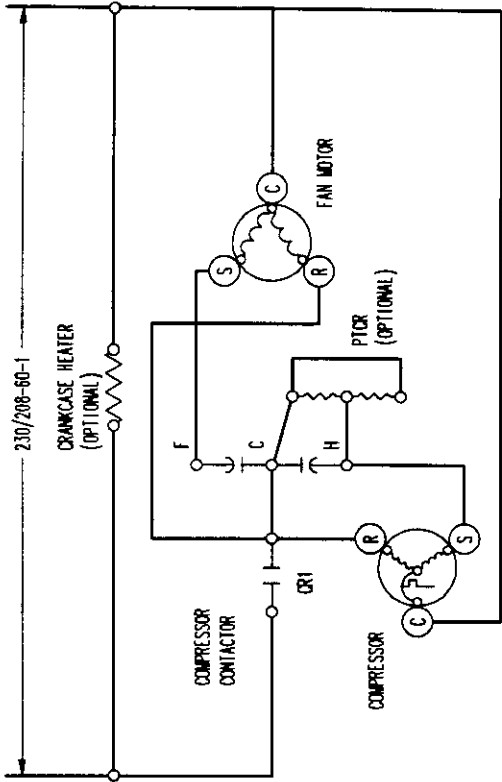 230/208-60-1
CRANKCASE HEATER
(OPTIONAL)
C
S
R
FAN MOTOR
F
C
H
PTCR
(OPTIONAL)
COMPRESSOR
CONTACTOR
CR1
R
S
C
COMPRESSOR